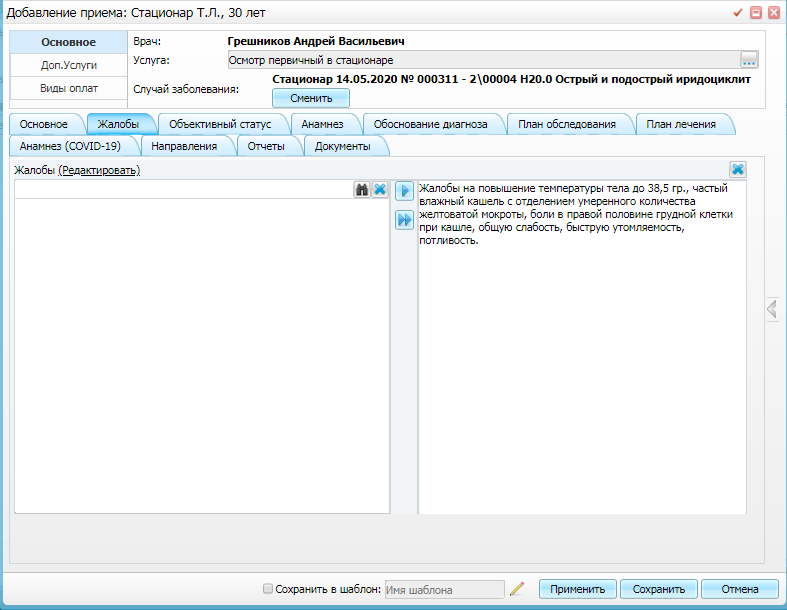 Добавление приема: Стационар Т.Л., 30 лет
Основное
Доп.Услуги
Виды оплат
Врач: Грешников Андрей Васильевич
Услуга: Осмотр первичный в стационаре ...
Случай заболевания: Стационар 14.05.2020 № 000311 - 2\00004 H20.0 Острый и подострый иридоциклит
Сменить
Основное Жалобы Объективный статус Анамнез Обоснование диагноза План обследования План лечения
Анамнез (COVID-19) Направления Отчеты Документы
Жалобы (Редактировать)
Жалобы на повышение температуры тела до 38,5 гр., частый
влажный кашель с отделением умеренного количества
желтоватой мокроты, боли в правой половине грудной клетки
при кашле, общую слабость, быструю утомляемость,
потливость.
Сохранить в шаблон: Имя шаблона Применить Сохранить Отмена